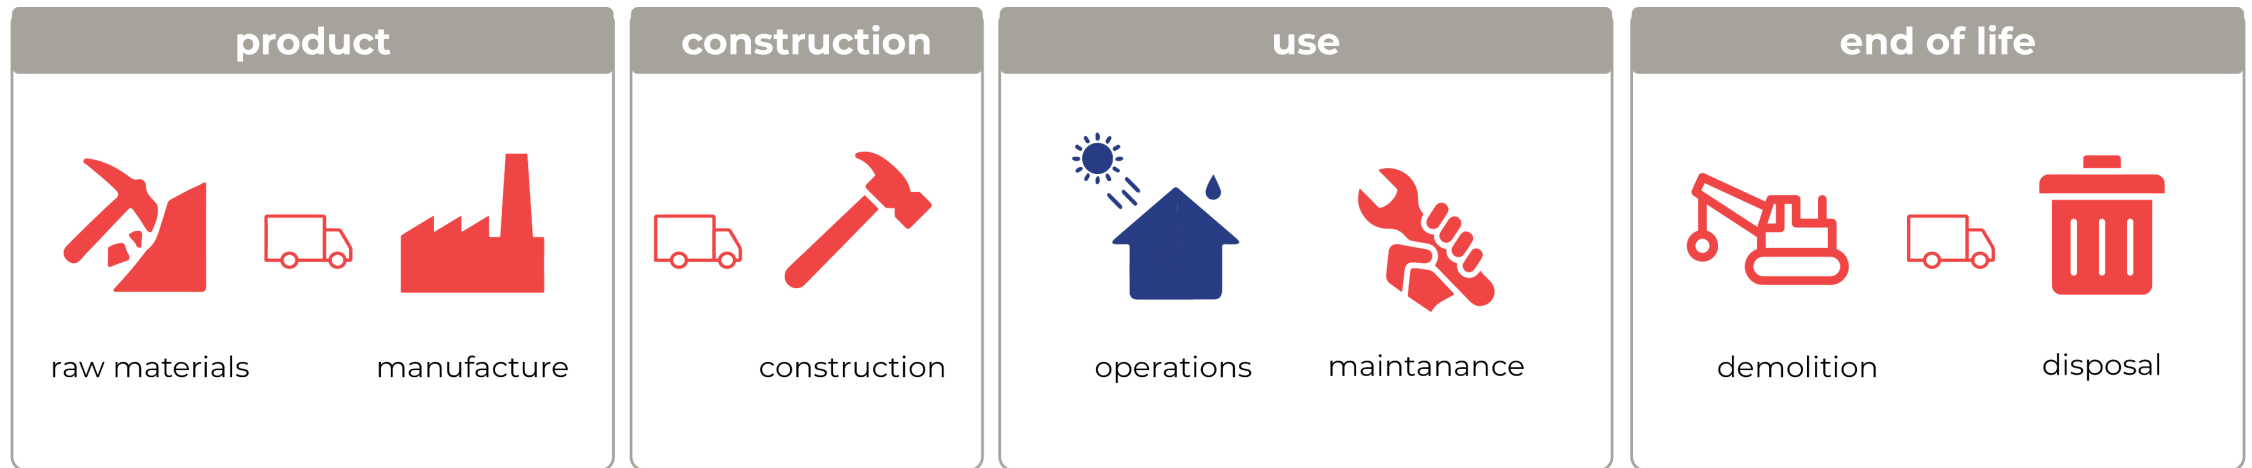 product
construction
use
end of life
raw materials
manufacture
construction
operations
maintanance
demolition
disposal